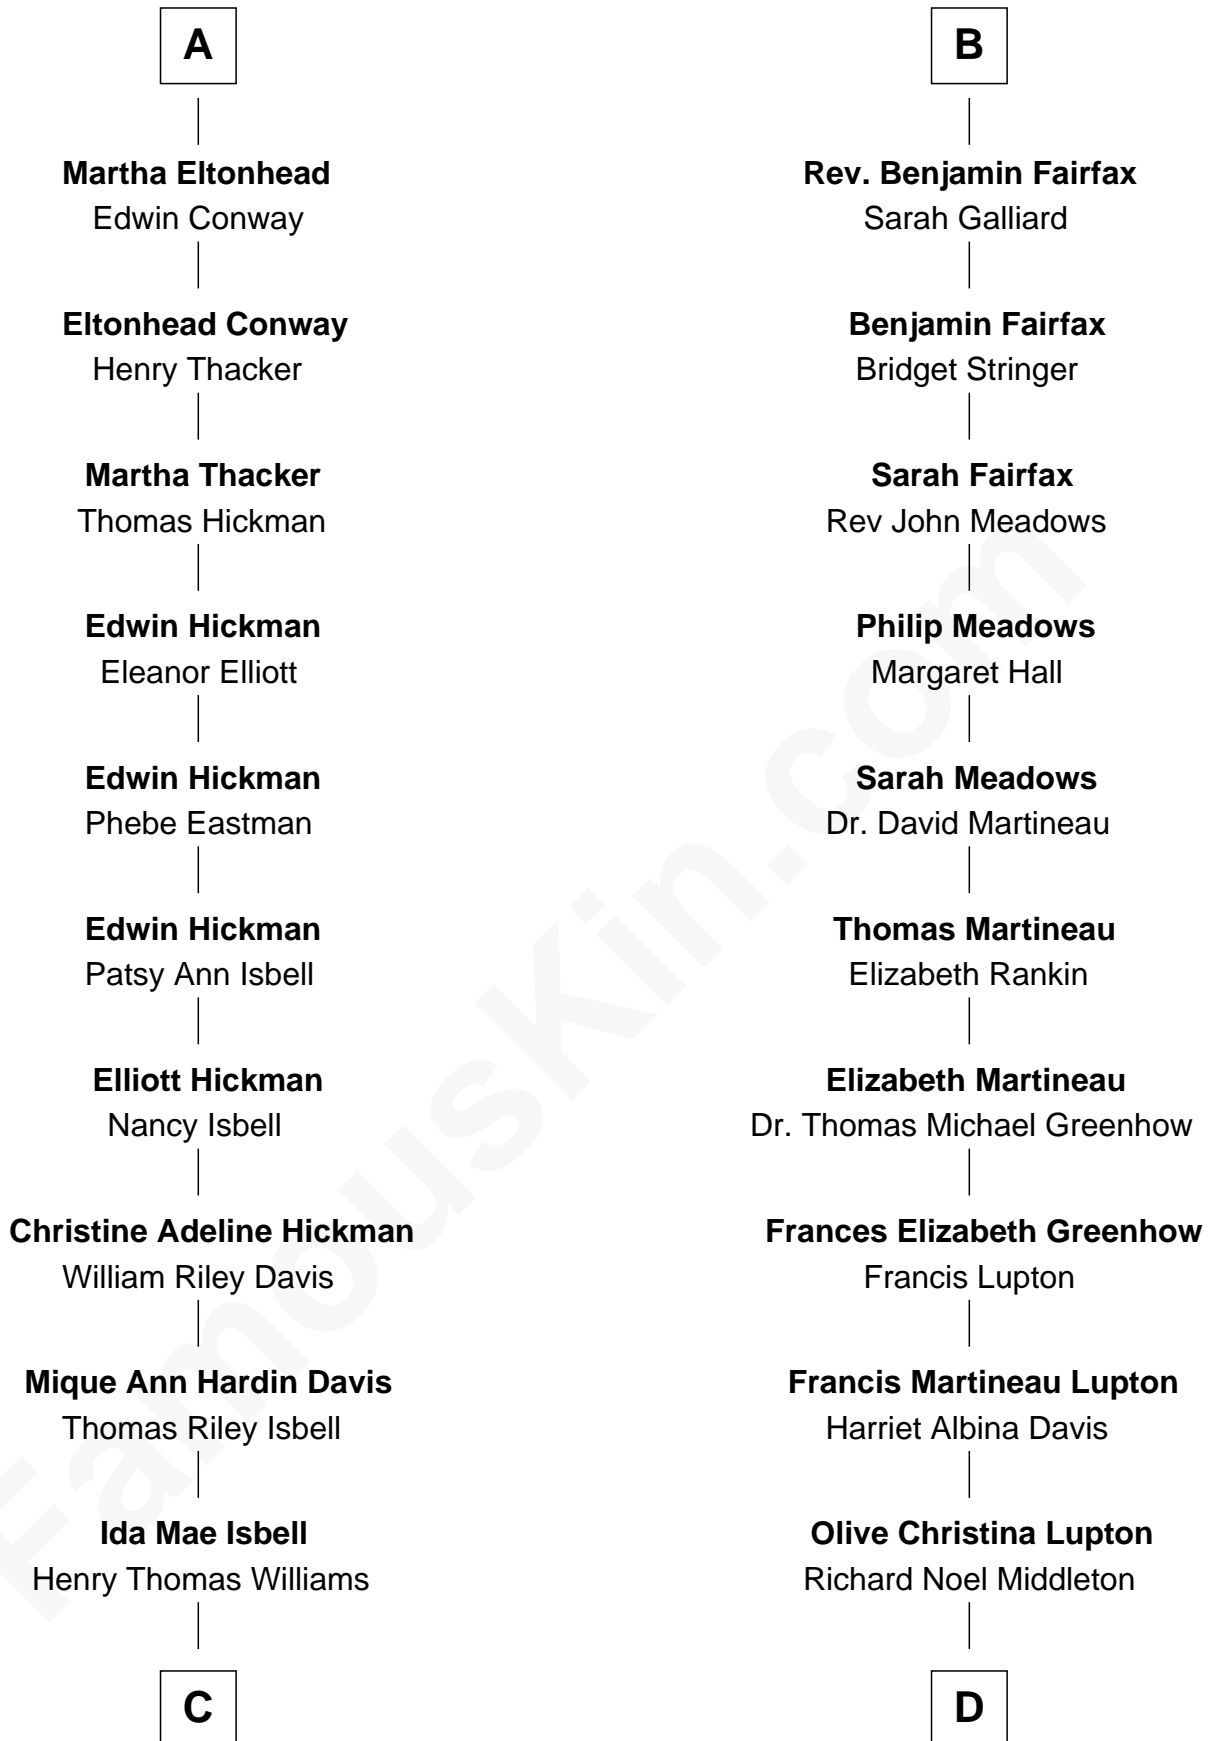 A
Martha Eltonhead
Edwin Conway
Eltonhead Conway
Henry Thacker
Martha Thacker
Thomas Hickman
Edwin Hickman
Eleanor Elliott
Edwin Hickman
Phebe Eastman
Edwin Hickman
Patsy Ann Isbell
Elliott Hickman
Nancy Isbell
Christine Adeline Hickman
William Riley Davis
Mique Ann Hardin Davis
Thomas Riley Isbell
Ida Mae Isbell
Henry Thomas Williams
C
B
Rev. Benjamin Fairfax
Sarah Galliard
Benjamin Fairfax
Bridget Stringer
Sarah Fairfax
Rev John Meadows
Philip Meadows
Margaret Hall
Sarah Meadows
Dr. David Martineau
Thomas Martineau
Elizabeth Rankin
Elizabeth Martineau
Dr. Thomas Michael Greenhow
Frances Elizabeth Greenhow
Francis Lupton
Francis Martineau Lupton
Harriet Albina Davis
Olive Christina Lupton
Richard Noel Middleton
D
FamousKin.com